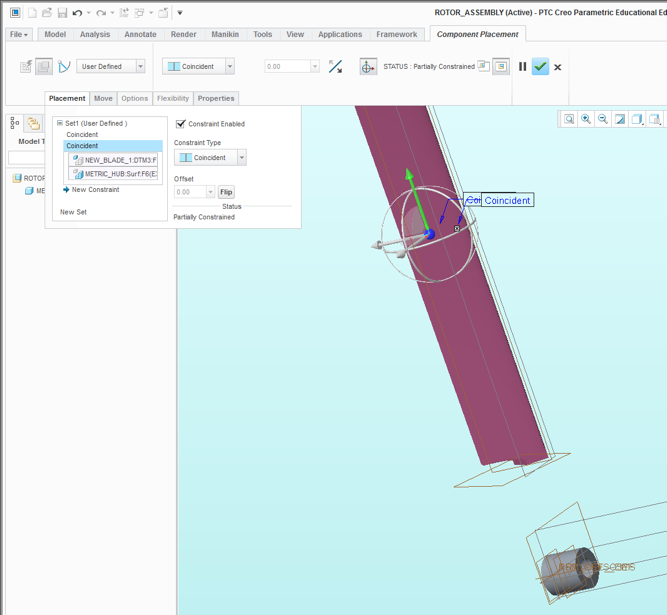 ROTOR_ASSEMBLY (Active) - PTC Creo Parametric Educational Ed
File Model Analysis Annotate Render Manikin Tools View Applications Framework Component Placement
User Defined Coincident 0.00 STATUS : Partially Constrained
Placement Move Options Flexibility Properties
Set1 (User Defined )
Coincident
Coincident
NEW_BLADE_1:DTM3:F
METRIC_HUB:Surf:F6(E
New Constraint
New Set
Constraint Enabled
Constraint Type
Coincident
Offset
0.00 Flip
Status
Partially Constrained
Model T
ROTOR
ME
Coi
Coincident